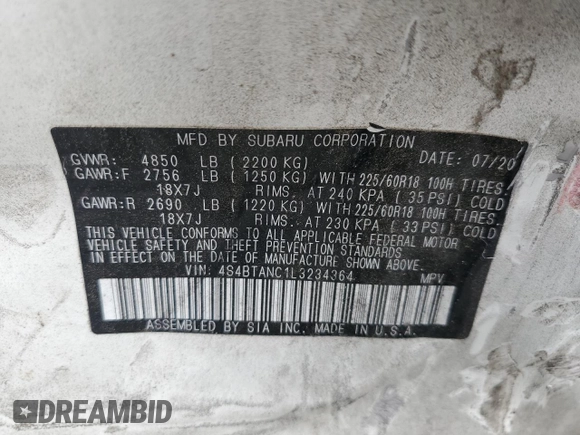 MFD BY SUBARU CORPORATION
GVWR: 4850 LB (2200 KG) DATE: 07/20
GAWR:F 2756 LB (1250 KG) WITH 225/60R18 100H TIRES
18X7J RIMS. AT 240 KPA (35 PSI) COLD
GAWR:R 2690 LB (1220 KG) WITH 225/60R18 100H TIRES
18X7J RIMS. AT 230 KPA (33 PSI) COLD
THIS VEHICLE CONFORMS TO ALL APPLICABLE FEDERAL MOTOR
VEHICLE SAFETY AND THEFT PREVENTION STANDARDS
IN EFFECT ON THE DATE OF MANUFACTURE SHOWN ABOVE.
VIN: 4S4BTANC1L3234364 MPV
ASSEMBLED BY SIA INC. MADE IN U.S.A.
DREAMBID